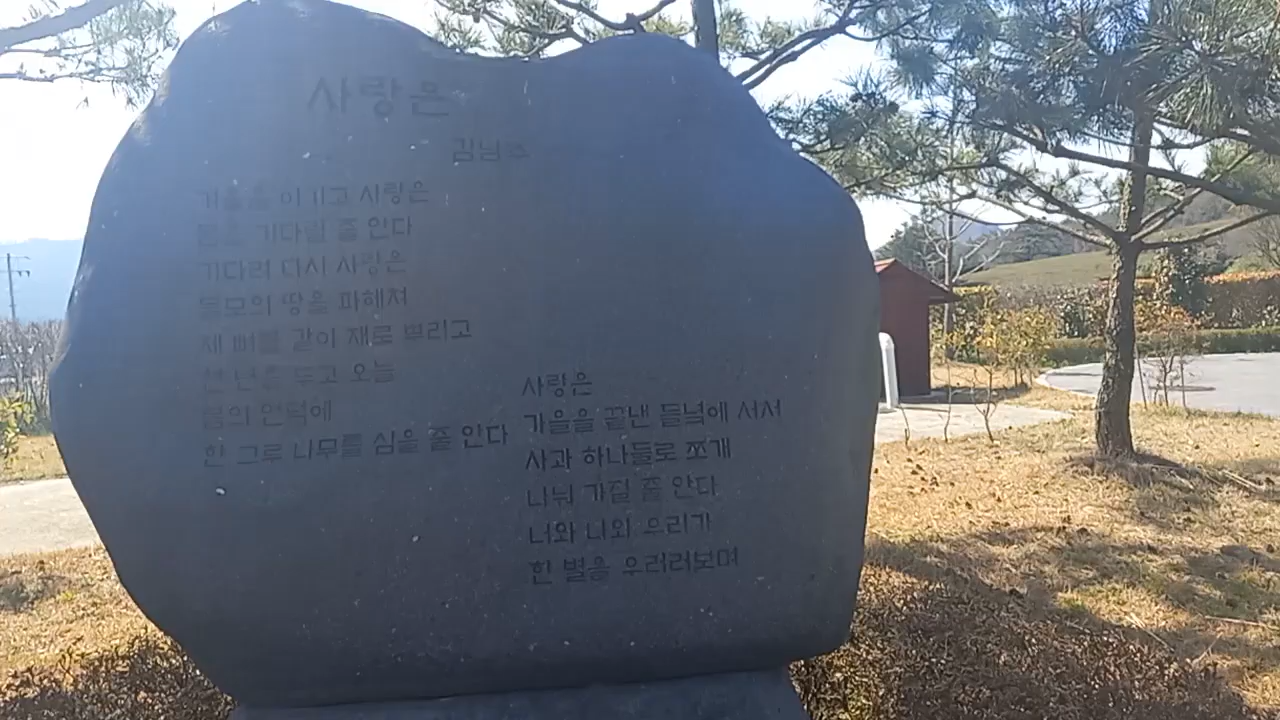 사랑은
김남주
겨울을 이기고 사랑은
봄을 기다릴 줄 안다
기다려 다시 사랑은
불모의 땅을 파헤쳐
제 뼈를 갈아 재로 뿌리고
천 년을 두고 오늘
봄의 언덕에
한 그루 나무를 심을 줄 안다
사랑은
가을을 끝낸 들녘에 서서
사과 하나를 쪼개
나눠 가질 줄 안다
너와 나와 우리가
한 별을 우러러보며